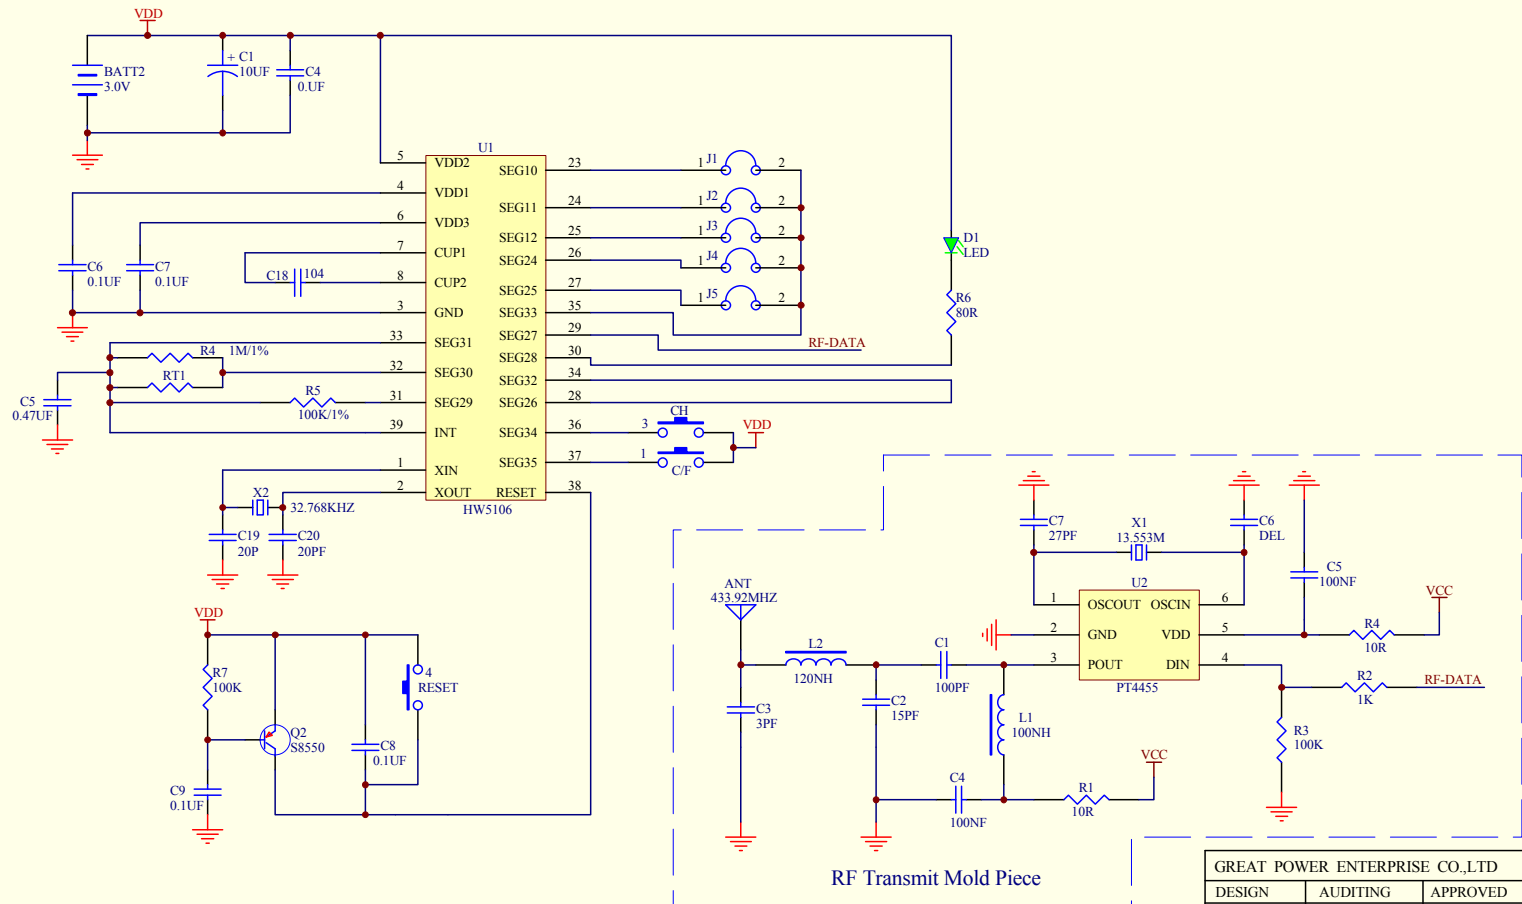 VDD
BATT2
3.0V
+ C1
10UF
C4
0.UF
U1
5 VDD2
4 VDD1
6 VDD3
7 CUP1
8 CUP2
3 GND
33 SEG31
32 SEG30
31 SEG29
39 INT
1 XIN
2 XOUT
SEG10 23
SEG11 24
SEG12 25
SEG24 26
SEG25 27
SEG33 35
SEG27 29
SEG28 30
SEG32 34
SEG26 28
SEG34 36
SEG35 37
RESET 38
HW5106
1 J1 2
1 J2 2
1 J3 2
1 J4 2
1 J5 2
RF-DATA
D1
LED
R6
80R
C6
0.1UF
C7
0.1UF
C18 104
R4 1M/1%
RT1
R5
100K/1%
C5
0.47UF
3 CH
1 C/F
VDD
X2
32.768KHZ
C19
20P
C20
20PF
VDD
R7
100K
Q2
S8550
C9
0.1UF
C8
0.1UF
4
RESET
C7
27PF
X1
13.553M
C6
DEL
C5
100NF
U2
1 OSCOUT
2 GND
3 POUT
OSCIN 6
VDD 5
DIN 4
PT4455
VCC
R4
10R
R2
1K
RF-DATA
R3
100K
ANT
433.92MHZ
L2
120NH
C1
100PF
C2
15PF
C3
3PF
L1
100NH
C4
100NF
R1
10R
VCC
RF Transmit Mold Piece
GREAT POWER ENTERPRISE CO.,LTD
DESIGN AUDITING APPROVED